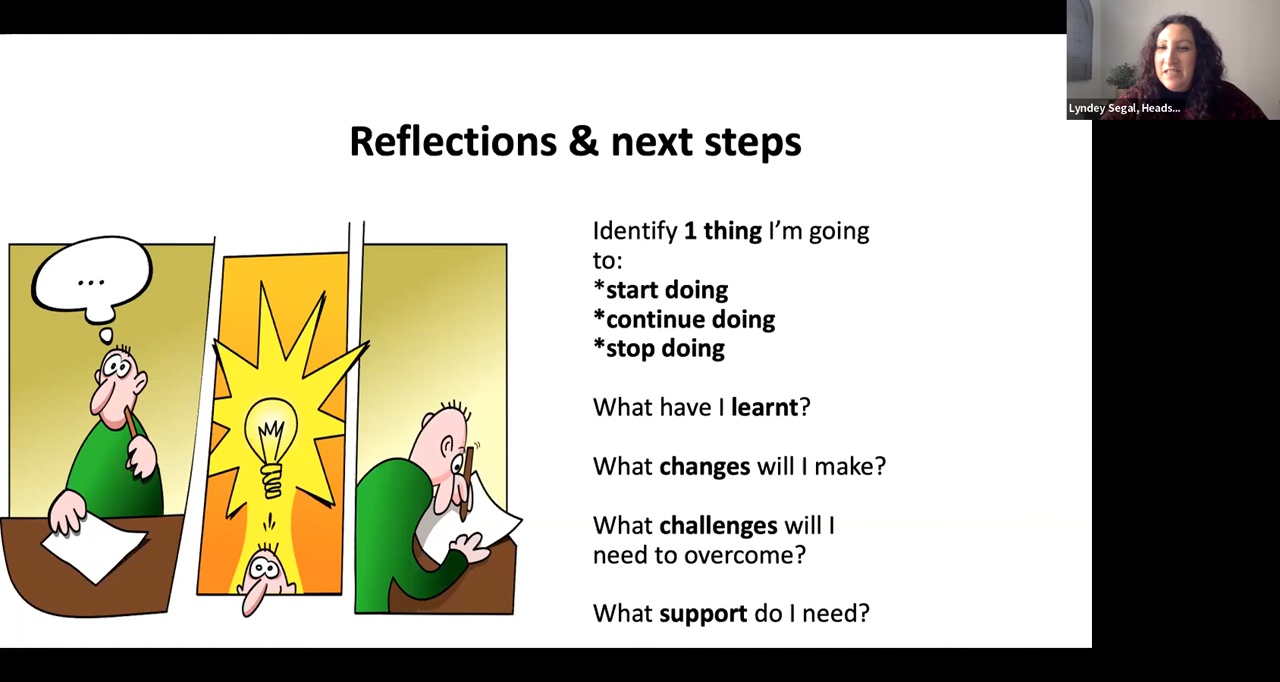 Lyndey Segal, Heads...
Reflections & next steps
...
Identify 1 thing I'm going
to:
*start doing
*continue doing
*stop doing
What have I learnt?
What changes will I make?
What challenges will I
need to overcome?
What support do I need?